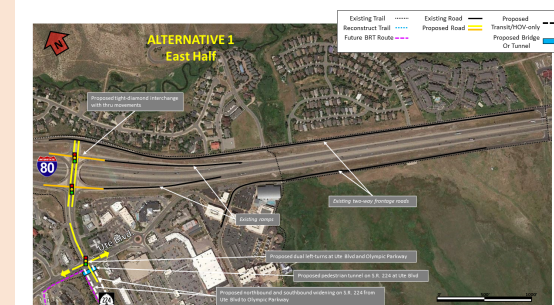 Existing Trail
Existing Road
Proposed
Transit/HOV-only
Reconstruct Trail
Proposed Road
Proposed Bridge
Or Tunnel
Future BRT Route
N
ALTERNATIVE 1
East Half
Proposed tight-diamond interchange
with thru movements
80
Existing ramps
Existing two-way frontage roads
Ute Blvd
Proposed dual left-turns at Ute Blvd and Olympic Parkway
Proposed pedestrian tunnel on S.R. 224 at Ute Blvd
Proposed northbound and southbound widening on S.R. 224 from
Ute Blvd to Olympic Parkway
224